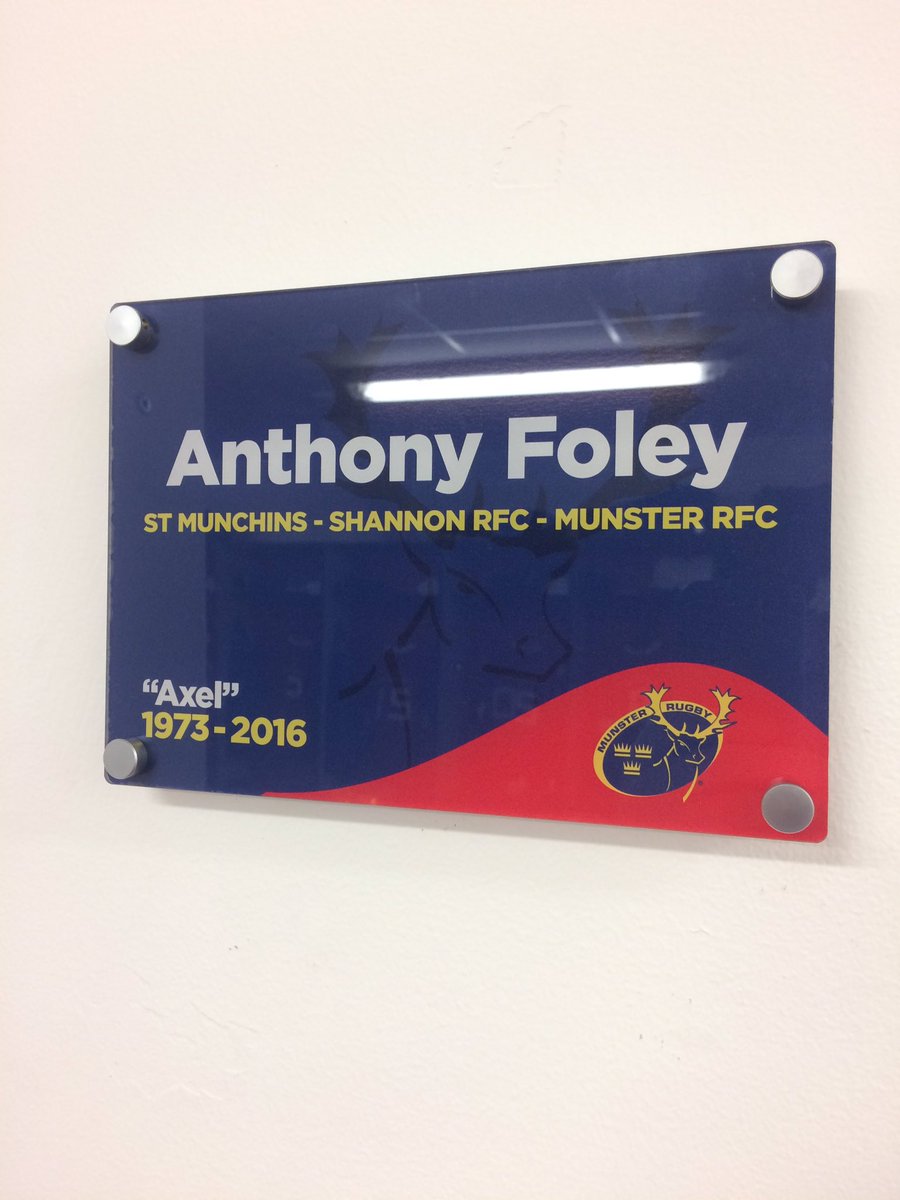 Anthony Foley
ST MUNCHINS - SHANNON RFC - MUNSTER RFC
“Axel”
1973 - 2016
MUNSTER RUGBY